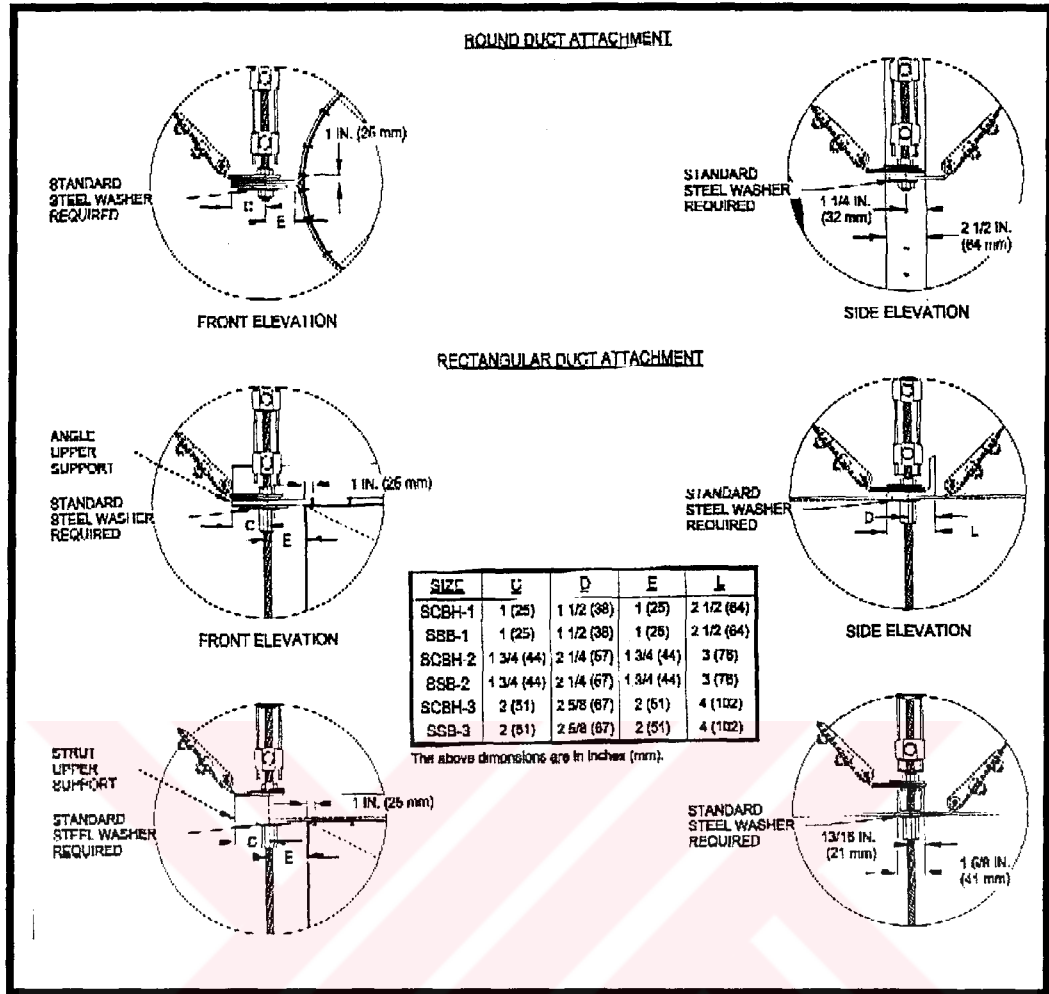 ROUND DUCT ATTACHMENT
1 IN. (25 mm)
STANDARD
STEEL WASHER
REQUIRED
C
E
FRONT ELEVATION
STANDARD
STEEL WASHER
REQUIRED
1 1/4 IN.
(32 mm)
2 1/2 IN.
(64 mm)
SIDE ELEVATION
RECTANGULAR DUCT ATTACHMENT
ANGLE
UPPER
SUPPORT
1 IN. (25 mm)
STANDARD
STEEL WASHER
REQUIRED
C
E
FRONT ELEVATION
STANDARD
STEEL WASHER
REQUIRED
D
L
SIDE ELEVATION
SIZE C D E L
SCBH-1 1 (25) 1 1/2 (38) 1 (25) 2 1/2 (64)
SSB-1 1 (25) 1 1/2 (38) 1 (25) 2 1/2 (64)
SCBH-2 1 3/4 (44) 2 1/4 (57) 1 3/4 (44) 3 (76)
SSB-2 1 3/4 (44) 2 1/4 (57) 1 3/4 (44) 3 (76)
SCBH-3 2 (51) 2 5/8 (67) 2 (51) 4 (102)
SSB-3 2 (51) 2 5/8 (67) 2 (51) 4 (102)
The above dimensions are in inches (mm).
STRUT
UPPER
SUPPORT
1 IN. (25 mm)
STANDARD
STEEL WASHER
REQUIRED
C
E
STANDARD
STEEL WASHER
REQUIRED
13/16 IN.
(21 mm)
1 5/8 IN.
(41 mm)